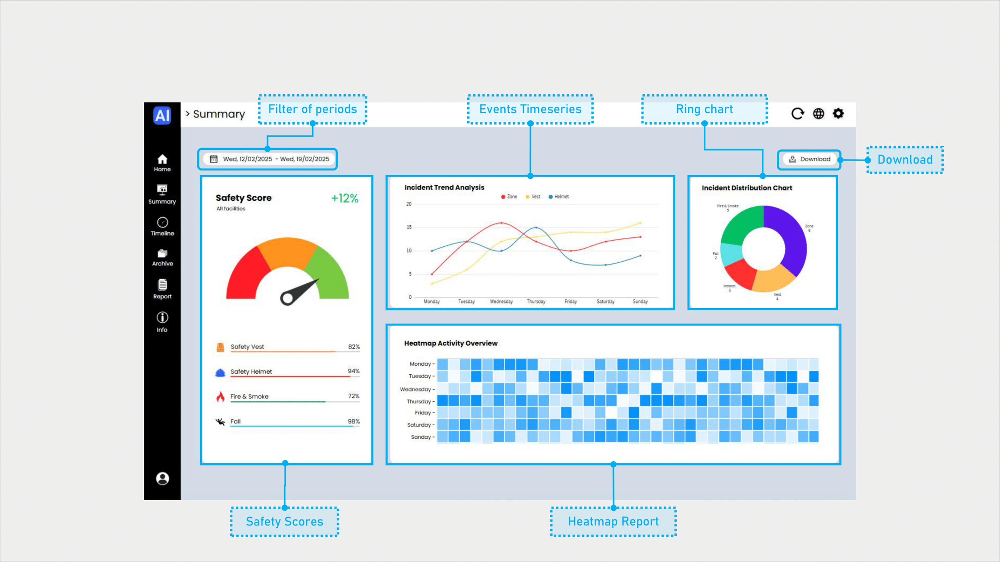 Filter of periods
Events Timeseries
Ring chart
AI
> Summary
Download
Wed, 12/02/2025 - Wed, 19/02/2025
Download
Home
Summary
Timeline
Archive
Report
Info
Safety Score
+12%
All facilities
Safety Vest 82%
Safety Helmet 94%
Fire & Smoke 72%
Fall 98%
Incident Trend Analysis
Zone Vest Helmet
20
15
10
5
0
Monday Tuesday Wednesday Thursday Friday Saturday Sunday
Incident Distribution Chart
Fire & Smoke
5
Zone
8
Fall
2
Helmet
3
Vest
4
Heatmap Activity Overview
Monday -
Tuesday -
Wednesday -
Thursday -
Friday -
Saturday -
Sanday -
Safety Scores
Heatmap Report